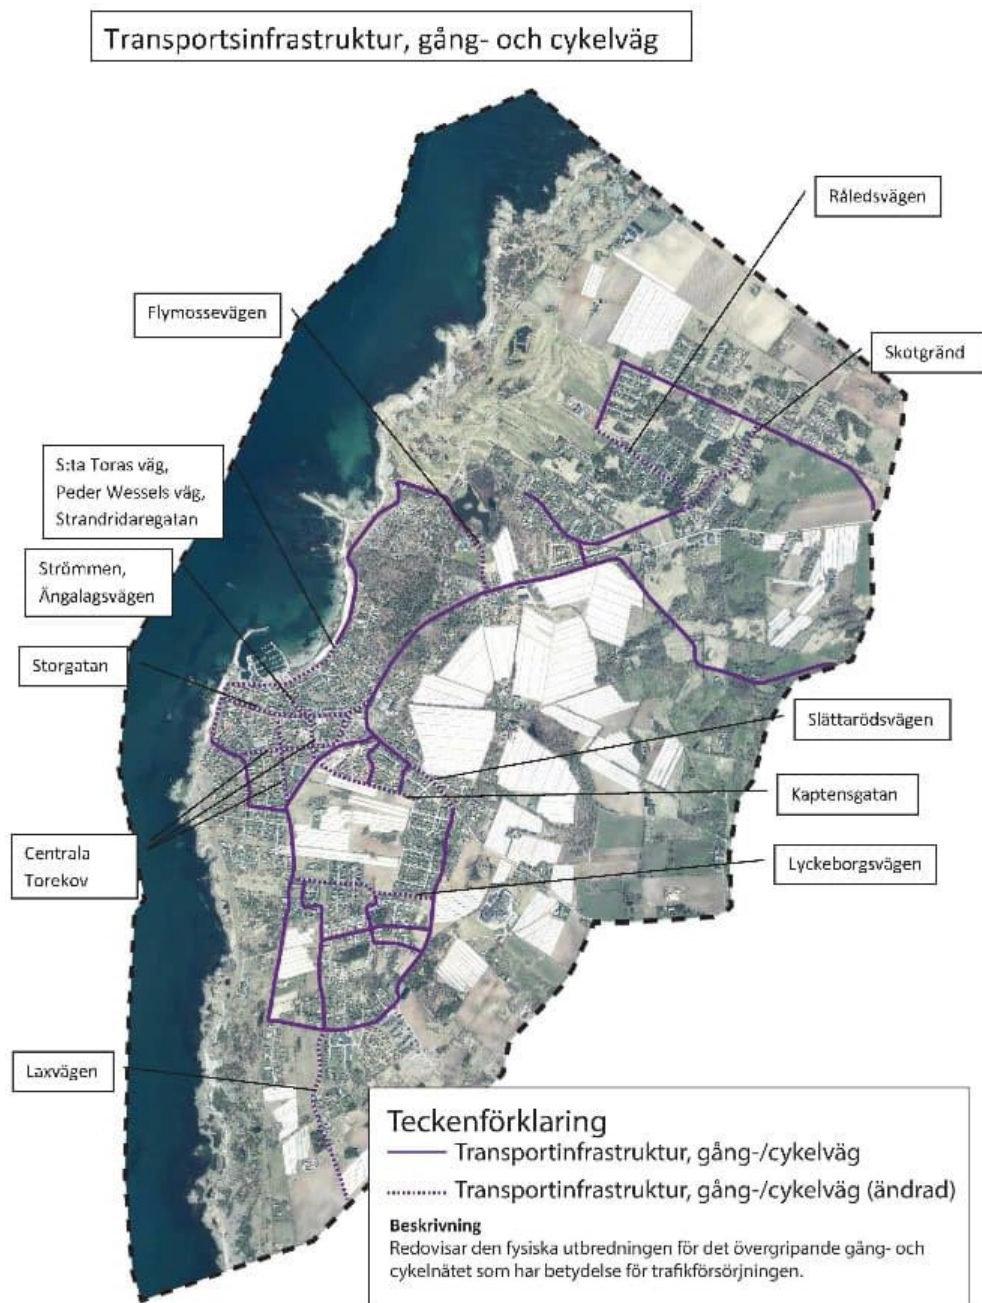 Transportsinfrastruktur, gång- och cykelväg
Råledsvägen
Flymossevägen
Skotgränd
S:ta Toras väg,
Peder Wessels väg,
Strandridaregatan
Strömmen,
Ängalagsvägen
Storgatan
Slättarödsvägen
Kaptensgatan
Centrala
Torekov
Lyckeborgsvägen
Laxvägen
Teckenförklaring
Transportinfrastruktur, gång-/cykelväg
Transportinfrastruktur, gång-/cykelväg (ändrad)
Beskrivning
Redovisar den fysiska utbredningen för det övergripande gång- och
cykelnätet som har betydelse för trafikförsörjningen.